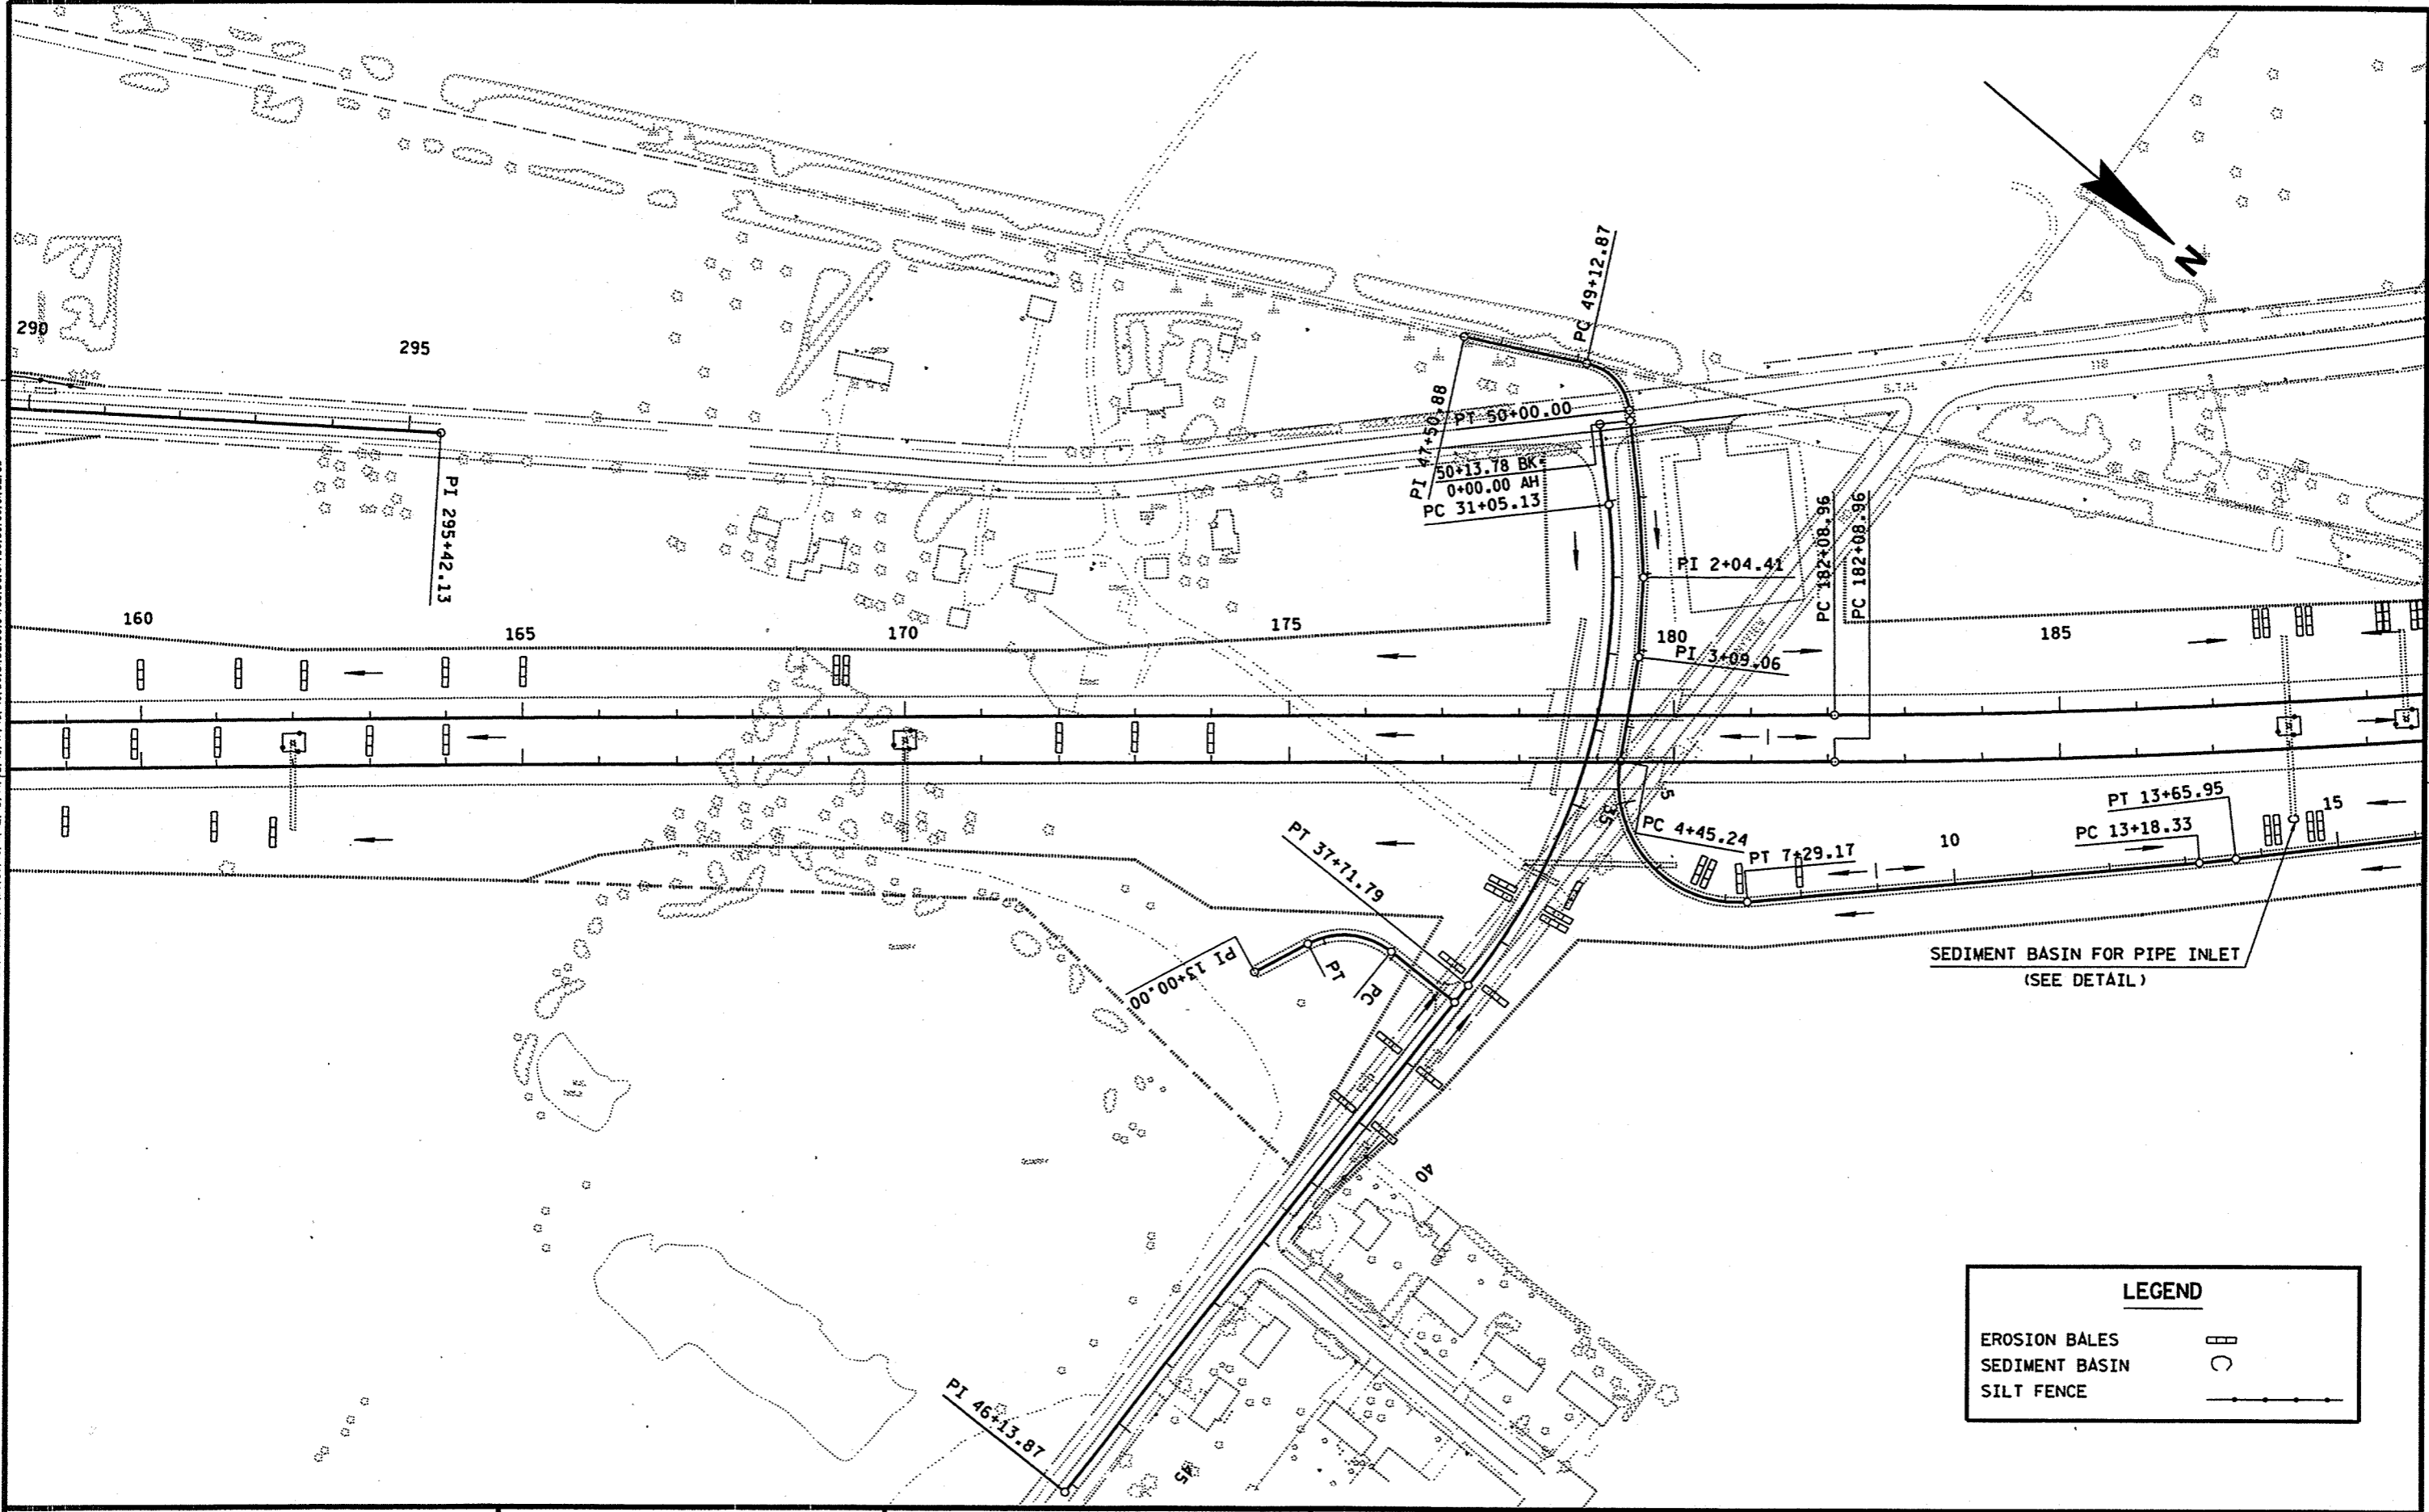 N
PC 49+12.87
290
295
S.T.H.
110
PI 47+50.88
PT 50+00.00
50+13.78 BK=
0+00.00 AH
PC 31+05.13
PI 295+42.13
PI 2+04.41
PC 182+08.96
PC 182+08.96
160
165
170
175
180
185
PI 3+09.06
5
35
PC 4+45.24
PT 7+29.17
10
PT 13+65.95
PC 13+18.33
15
PT 37+71.79
PI 13+00.00
PT
PC
SEDIMENT BASIN FOR PIPE INLET
(SEE DETAIL)
40
PI 46+13.87
45
LEGEND
EROSION BALES
SEDIMENT BASIN
SILT FENCE